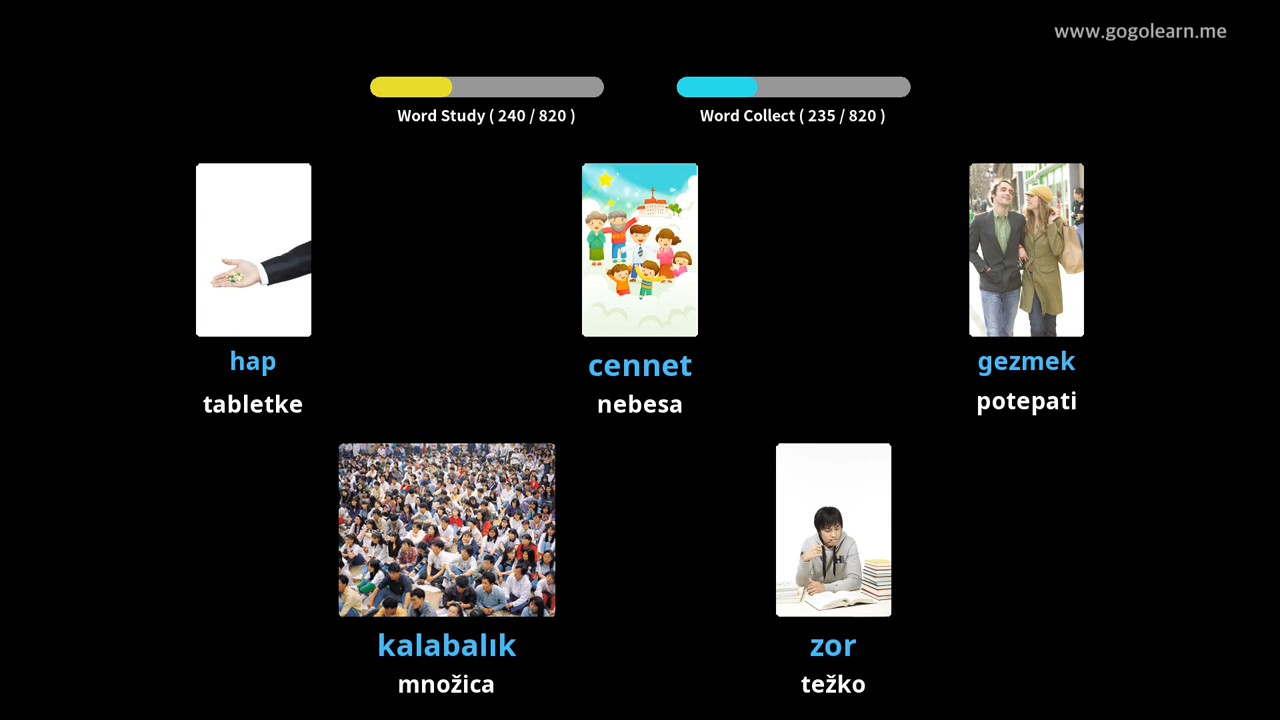 www.gogolearn.me
Word Study ( 240 / 820 )
Word Collect ( 235 / 820 )
hap
tabletke
cennet
nebesa
gezmek
potepati
kalabalık
množica
zor
težko